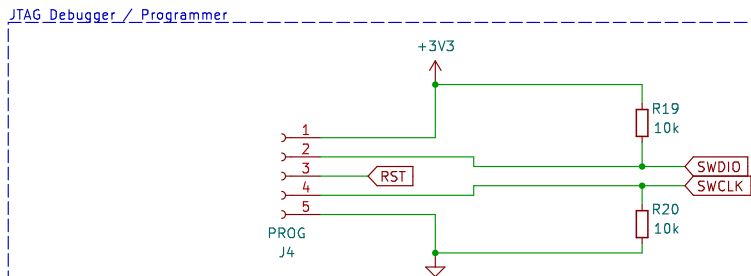 JTAG Debugger / Programmer
+3V3
R19
10k
1
2
3
4
5
RST
SWDIO
SWCLK
R20
10k
PROG
J4